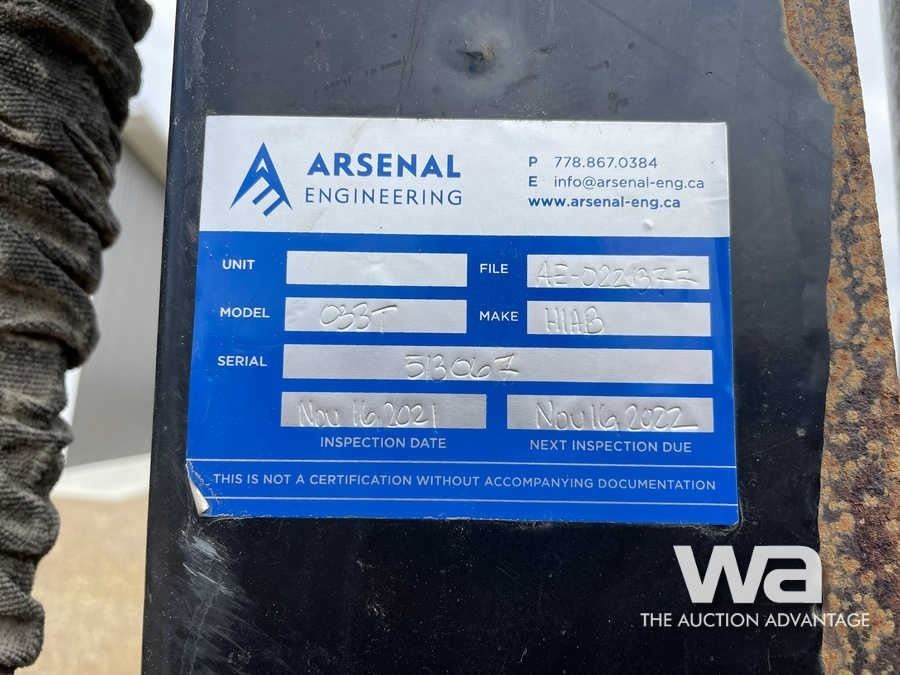 ARSENAL
ENGINEERING
P 778.867.0384
E info@arsenal-eng.ca
www.arsenal-eng.ca
UNIT
FILE
MODEL 033T
MAKE HIAB
SERIAL 513067
Nov 16, 2021
INSPECTION DATE
Nov 16, 2022
NEXT INSPECTION DUE
THIS IS NOT A CERTIFICATION WITHOUT ACCOMPANYING DOCUMENTATION
wa
THE AUCTION ADVANTAGE